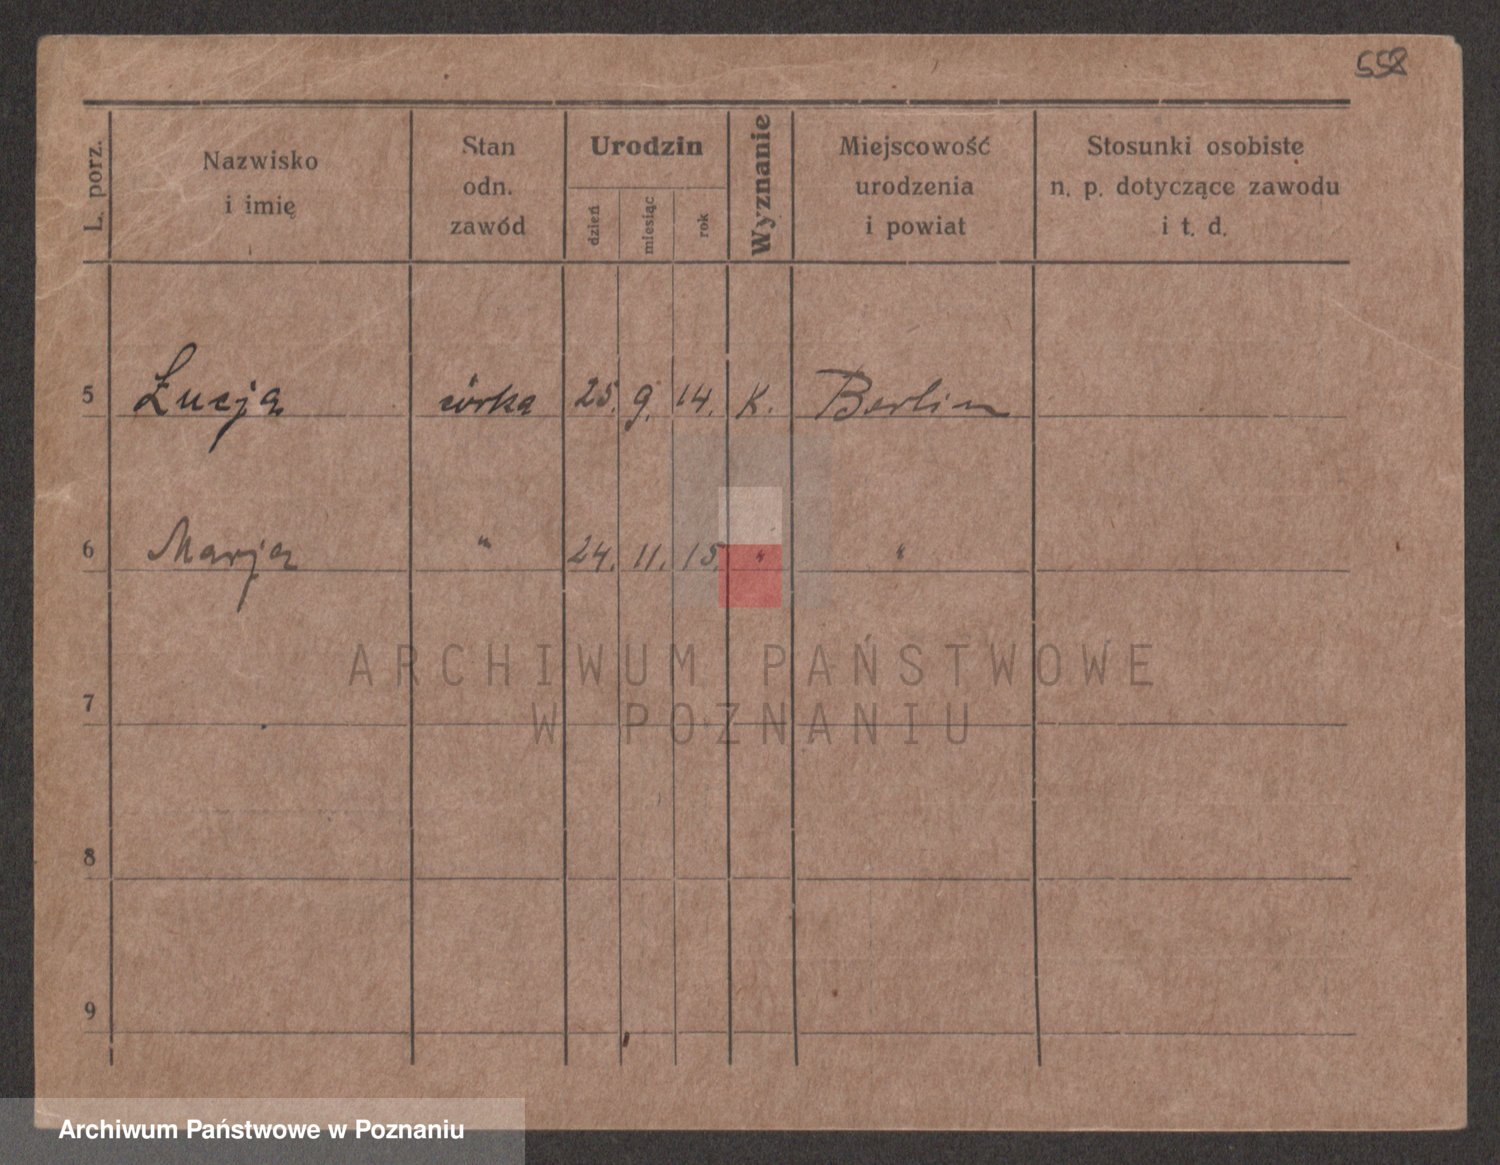 558
L. porz.
Nazwisko
i imię
Stan
odn.
zawód
Urodzin
dzień
miesiąc
rok
Wyznanie
Miejscowość
urodzenia
i powiat
Stosunki osobiste
n. p. dotyczące zawodu
i t. d.
5 Łucja córka 25. 9. 14. K. Berlin
6 Marja " 24. 11. 15. " "
ARCHIWUM PAŃSTWOWE
W POZNANIU
7
8
9
Archiwum Państwowe w Poznaniu